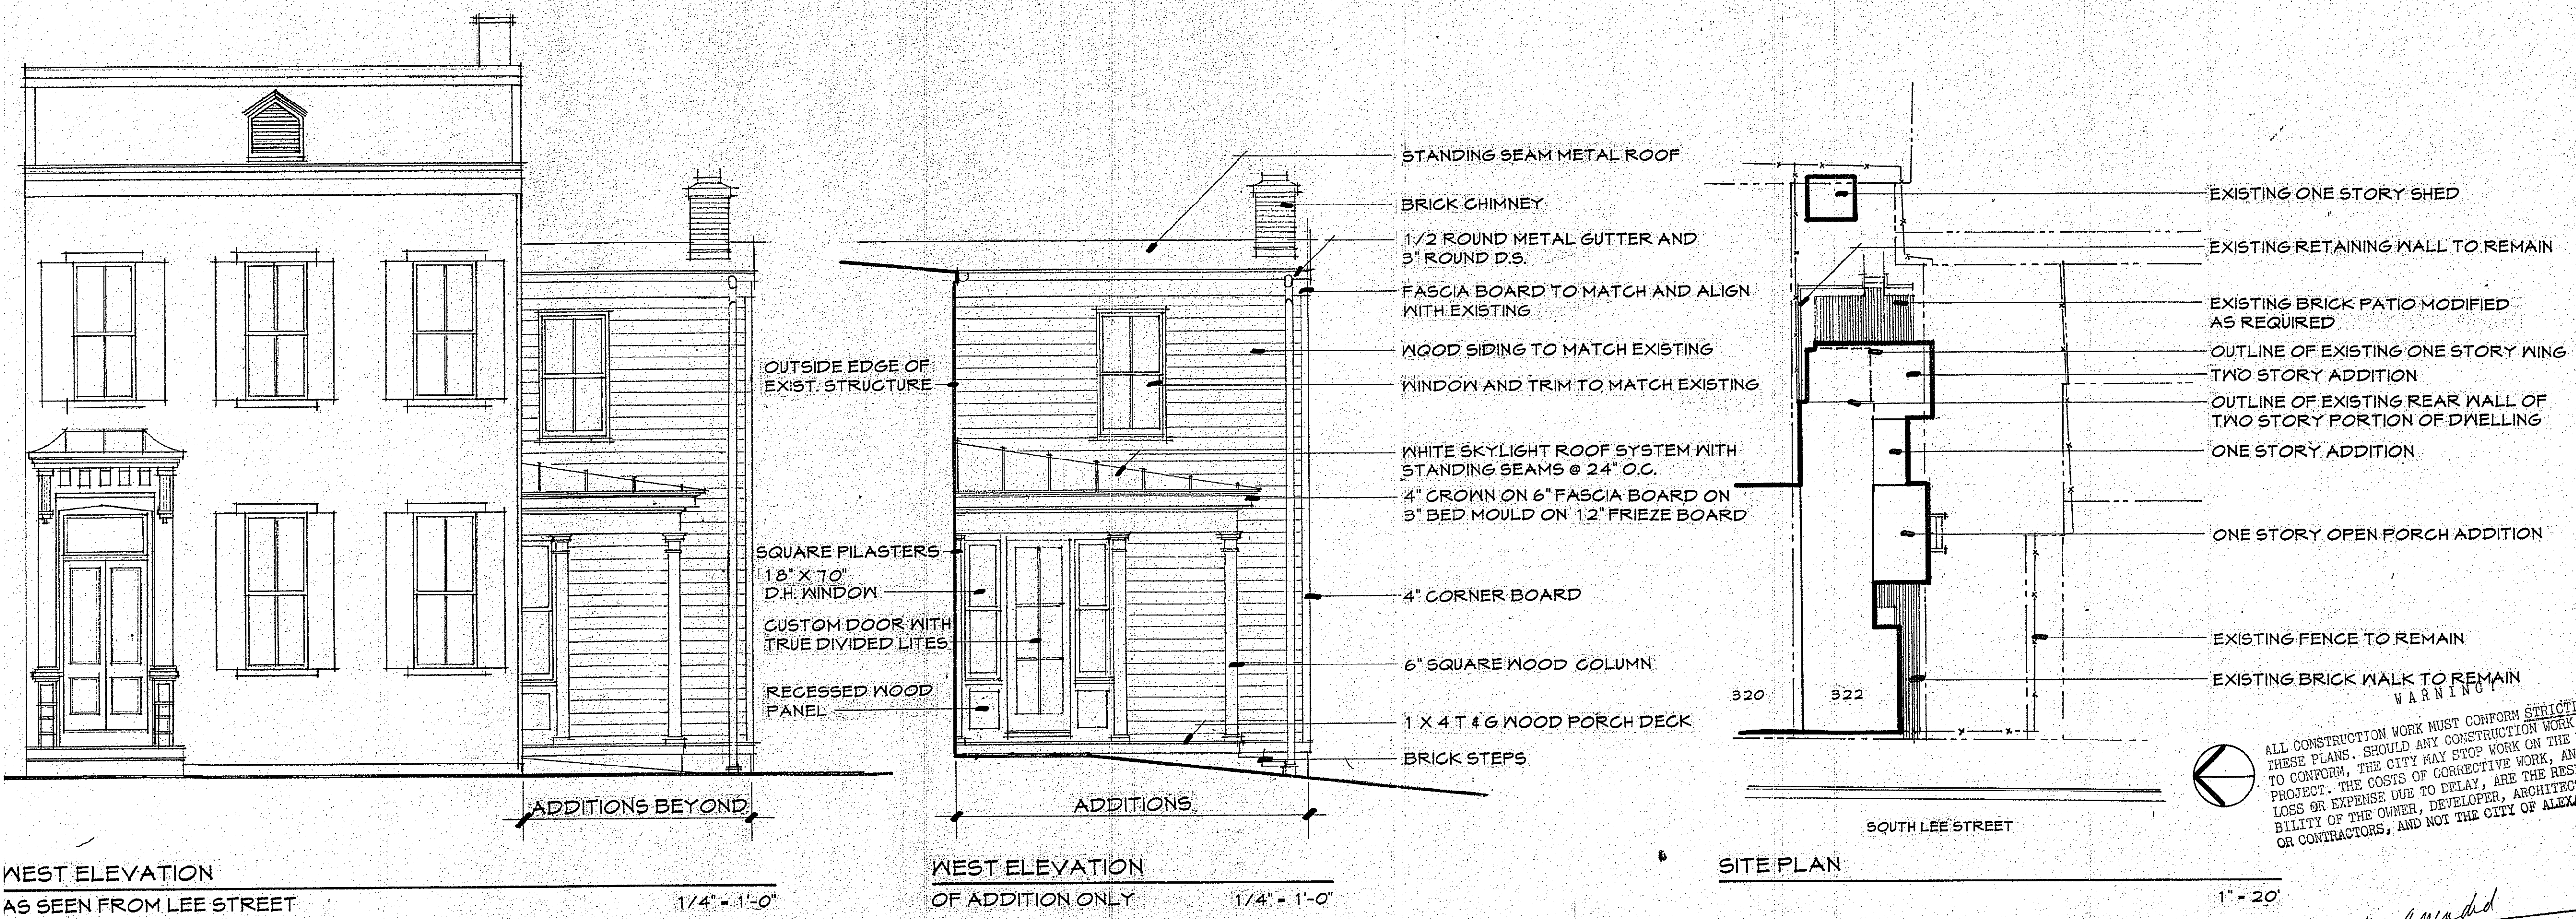 OUTSIDE EDGE OF
EXIST. STRUCTURE
SQUARE PILASTERS
18" X 70"
D.H. WINDOW
CUSTOM DOOR WITH
TRUE DIVIDED LITES
RECESSED WOOD
PANEL
ADDITIONS BEYOND
WEST ELEVATION
AS SEEN FROM LEE STREET
1/4" = 1'-0"
STANDING SEAM METAL ROOF
BRICK CHIMNEY
1/2 ROUND METAL GUTTER AND
3" ROUND D.S.
FASCIA BOARD TO MATCH AND ALIGN
WITH EXISTING
WOOD SIDING TO MATCH EXISTING
WINDOW AND TRIM TO MATCH EXISTING
WHITE SKYLIGHT ROOF SYSTEM WITH
STANDING SEAMS @ 24" O.C.
4" CROWN ON 6" FASCIA BOARD ON
3" BED MOULD ON 12" FRIEZE BOARD
4" CORNER BOARD
6" SQUARE WOOD COLUMN
1 X 4 T & G WOOD PORCH DECK
BRICK STEPS
ADDITIONS
WEST ELEVATION
OF ADDITION ONLY
1/4" = 1'-0"
EXISTING ONE STORY SHED
EXISTING RETAINING WALL TO REMAIN
EXISTING BRICK PATIO MODIFIED
AS REQUIRED
OUTLINE OF EXISTING ONE STORY WING
TWO STORY ADDITION
OUTLINE OF EXISTING REAR WALL OF
TWO STORY PORTION OF DWELLING
ONE STORY ADDITION
ONE STORY OPEN PORCH ADDITION
EXISTING FENCE TO REMAIN
EXISTING BRICK WALK TO REMAIN
320
322
SOUTH LEE STREET
SITE PLAN
1" = 20'
WARNING!
ALL CONSTRUCTION WORK MUST CONFORM
THESE PLANS. SHOULD ANY CONSTRUCTION WORK
TO CONFORM, THE CITY MAY STOP WORK ON THE
PROJECT. THE COSTS OF CORRECTIVE WORK, AN
LOSS OR EXPENSE DUE TO DELAY, ARE THE RES
BILITY OF THE OWNER, DEVELOPER, ARCHITEC
OR CONTRACTORS, AND NOT THE CITY OF ALEX
amended